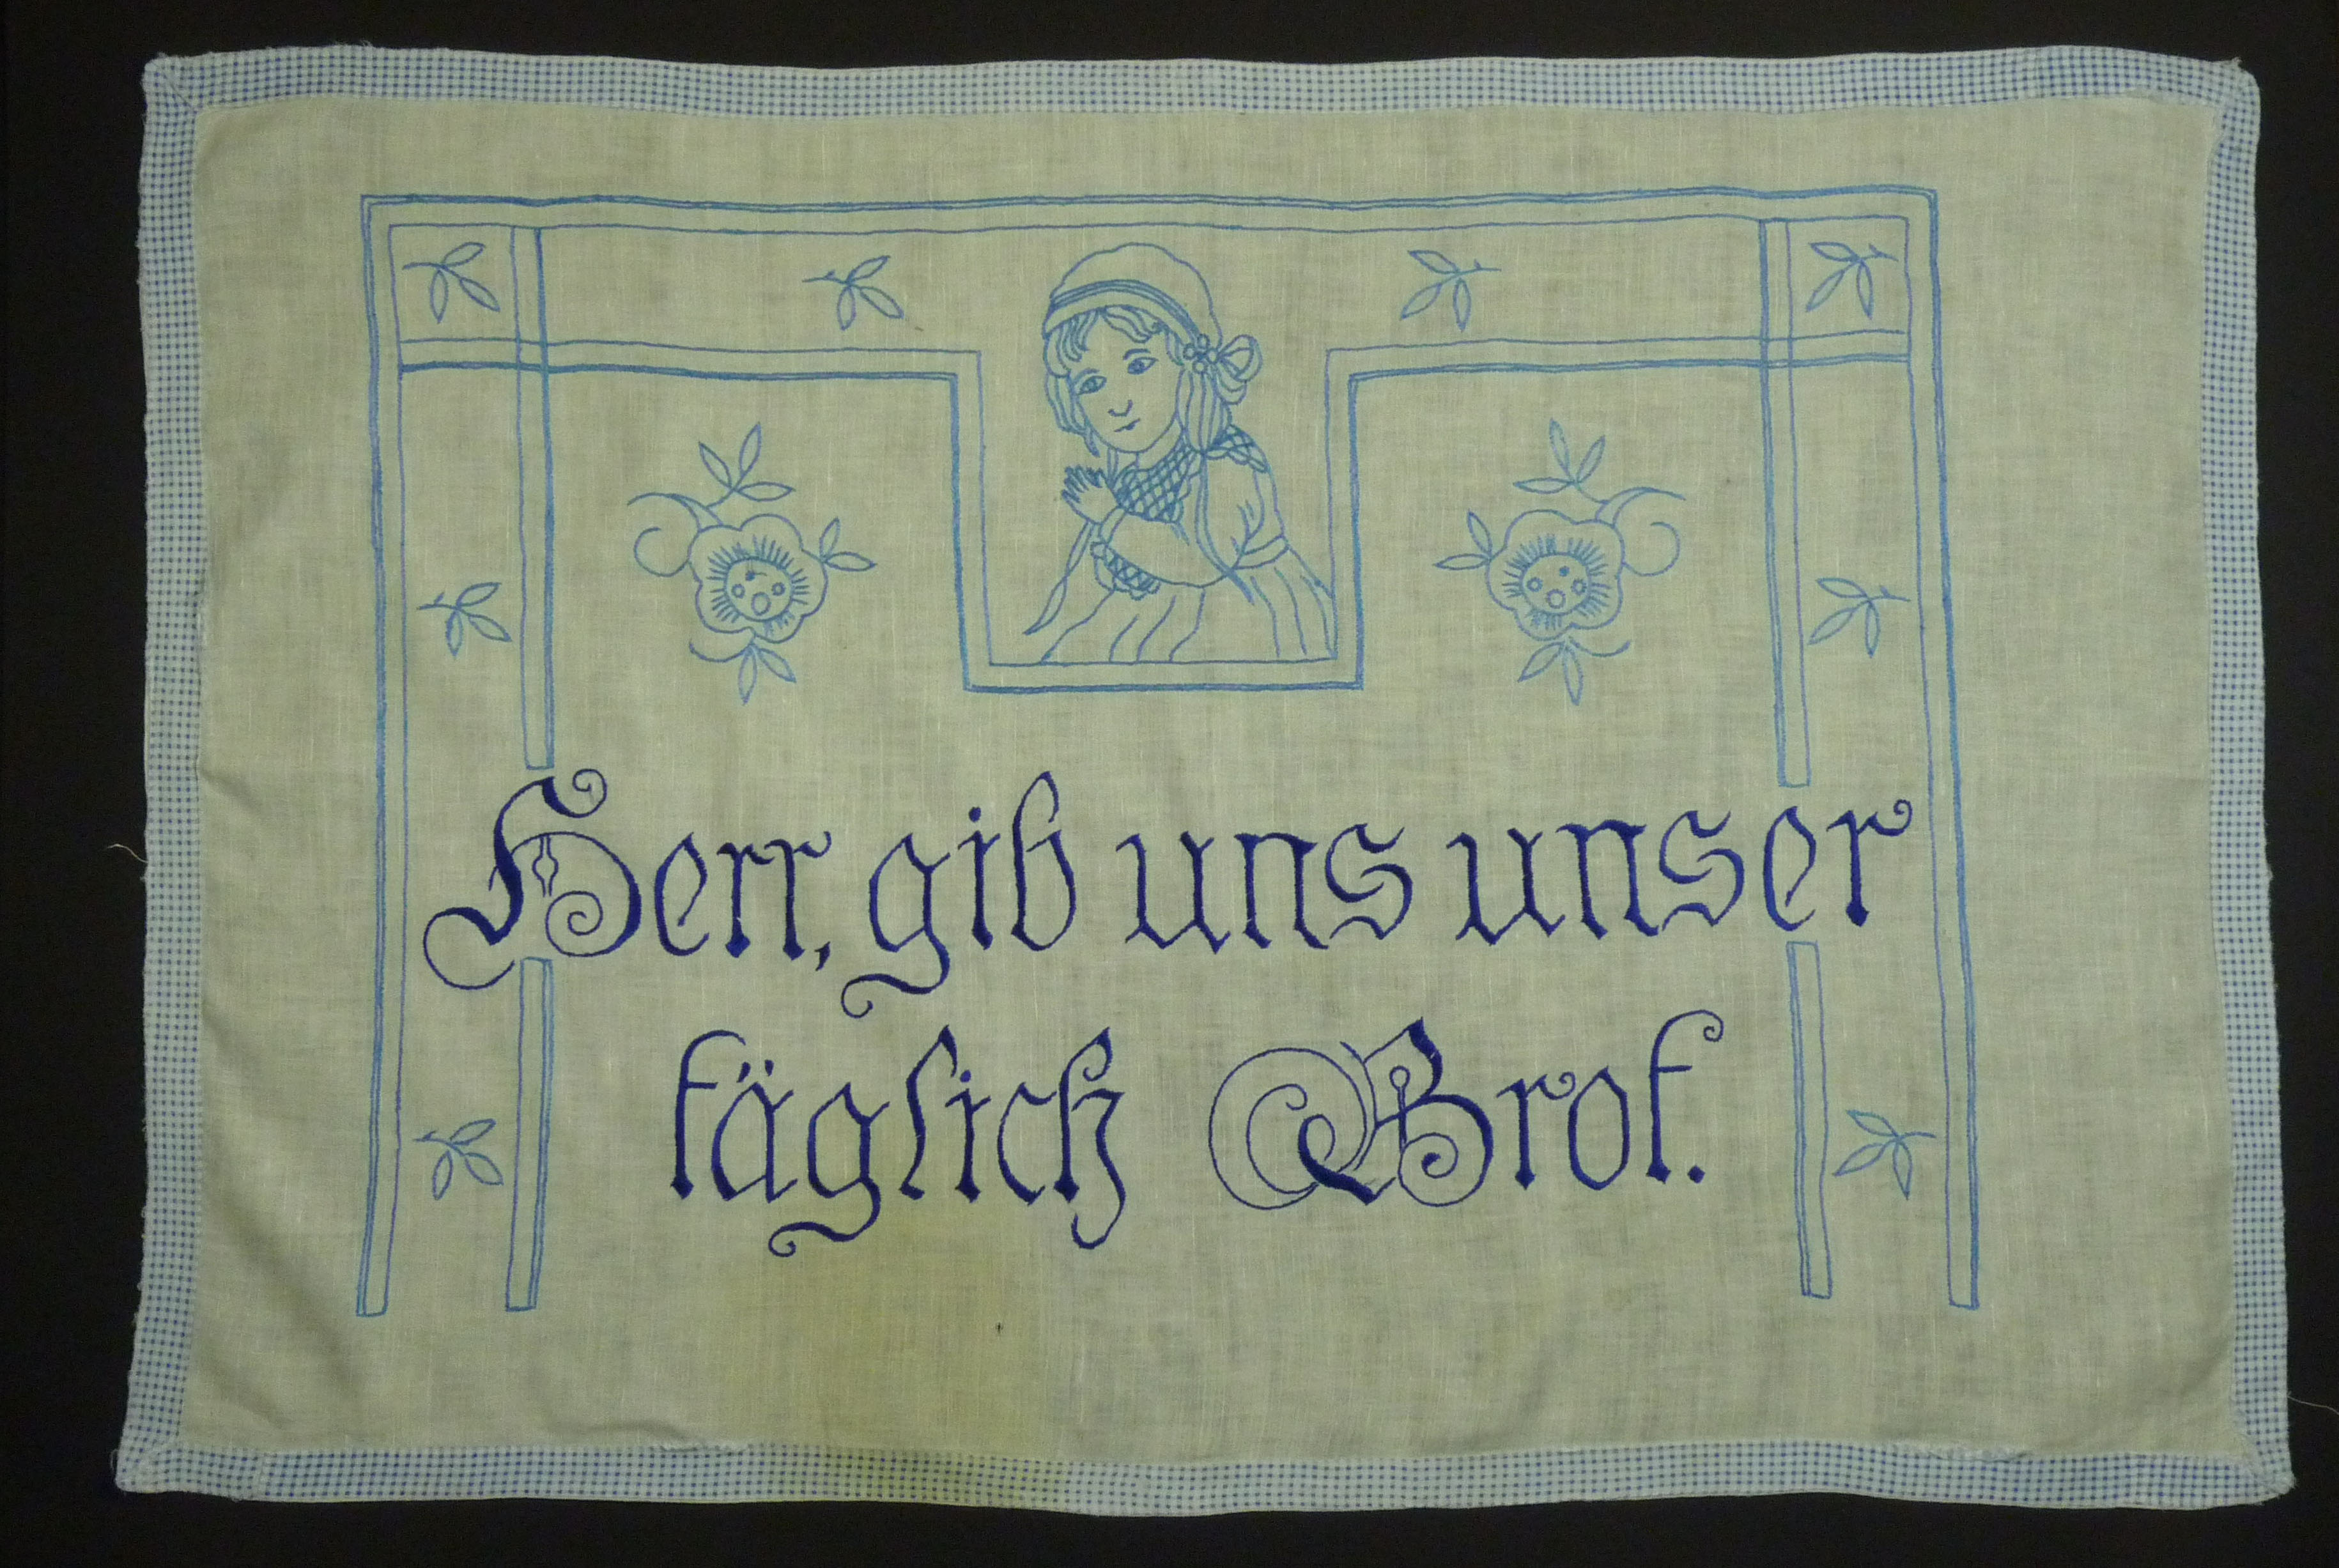 Herr, gib uns unser
täglich Brot.